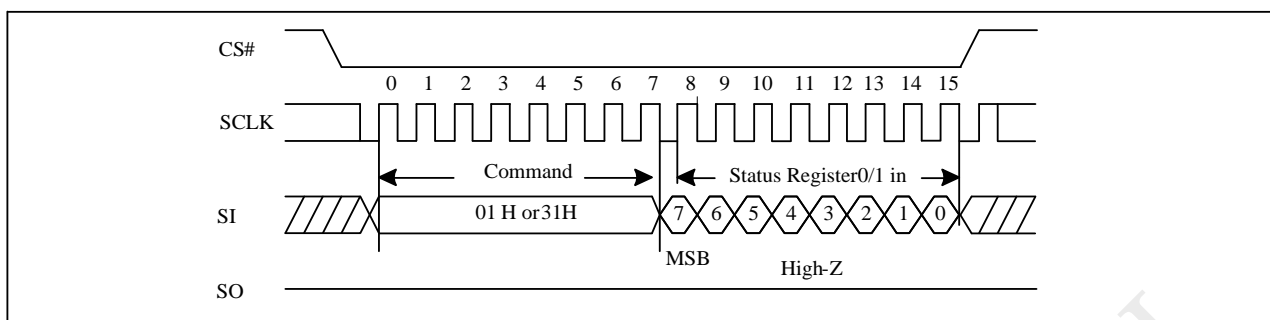 CS#
0 1 2 3 4 5 6 7 8 9 10 11 12 13 14 15
SCLK
Command
Status Register0/1 in
SI
01 H or31H
7 6 5 4 3 2 1 0
MSB
High-Z
SO